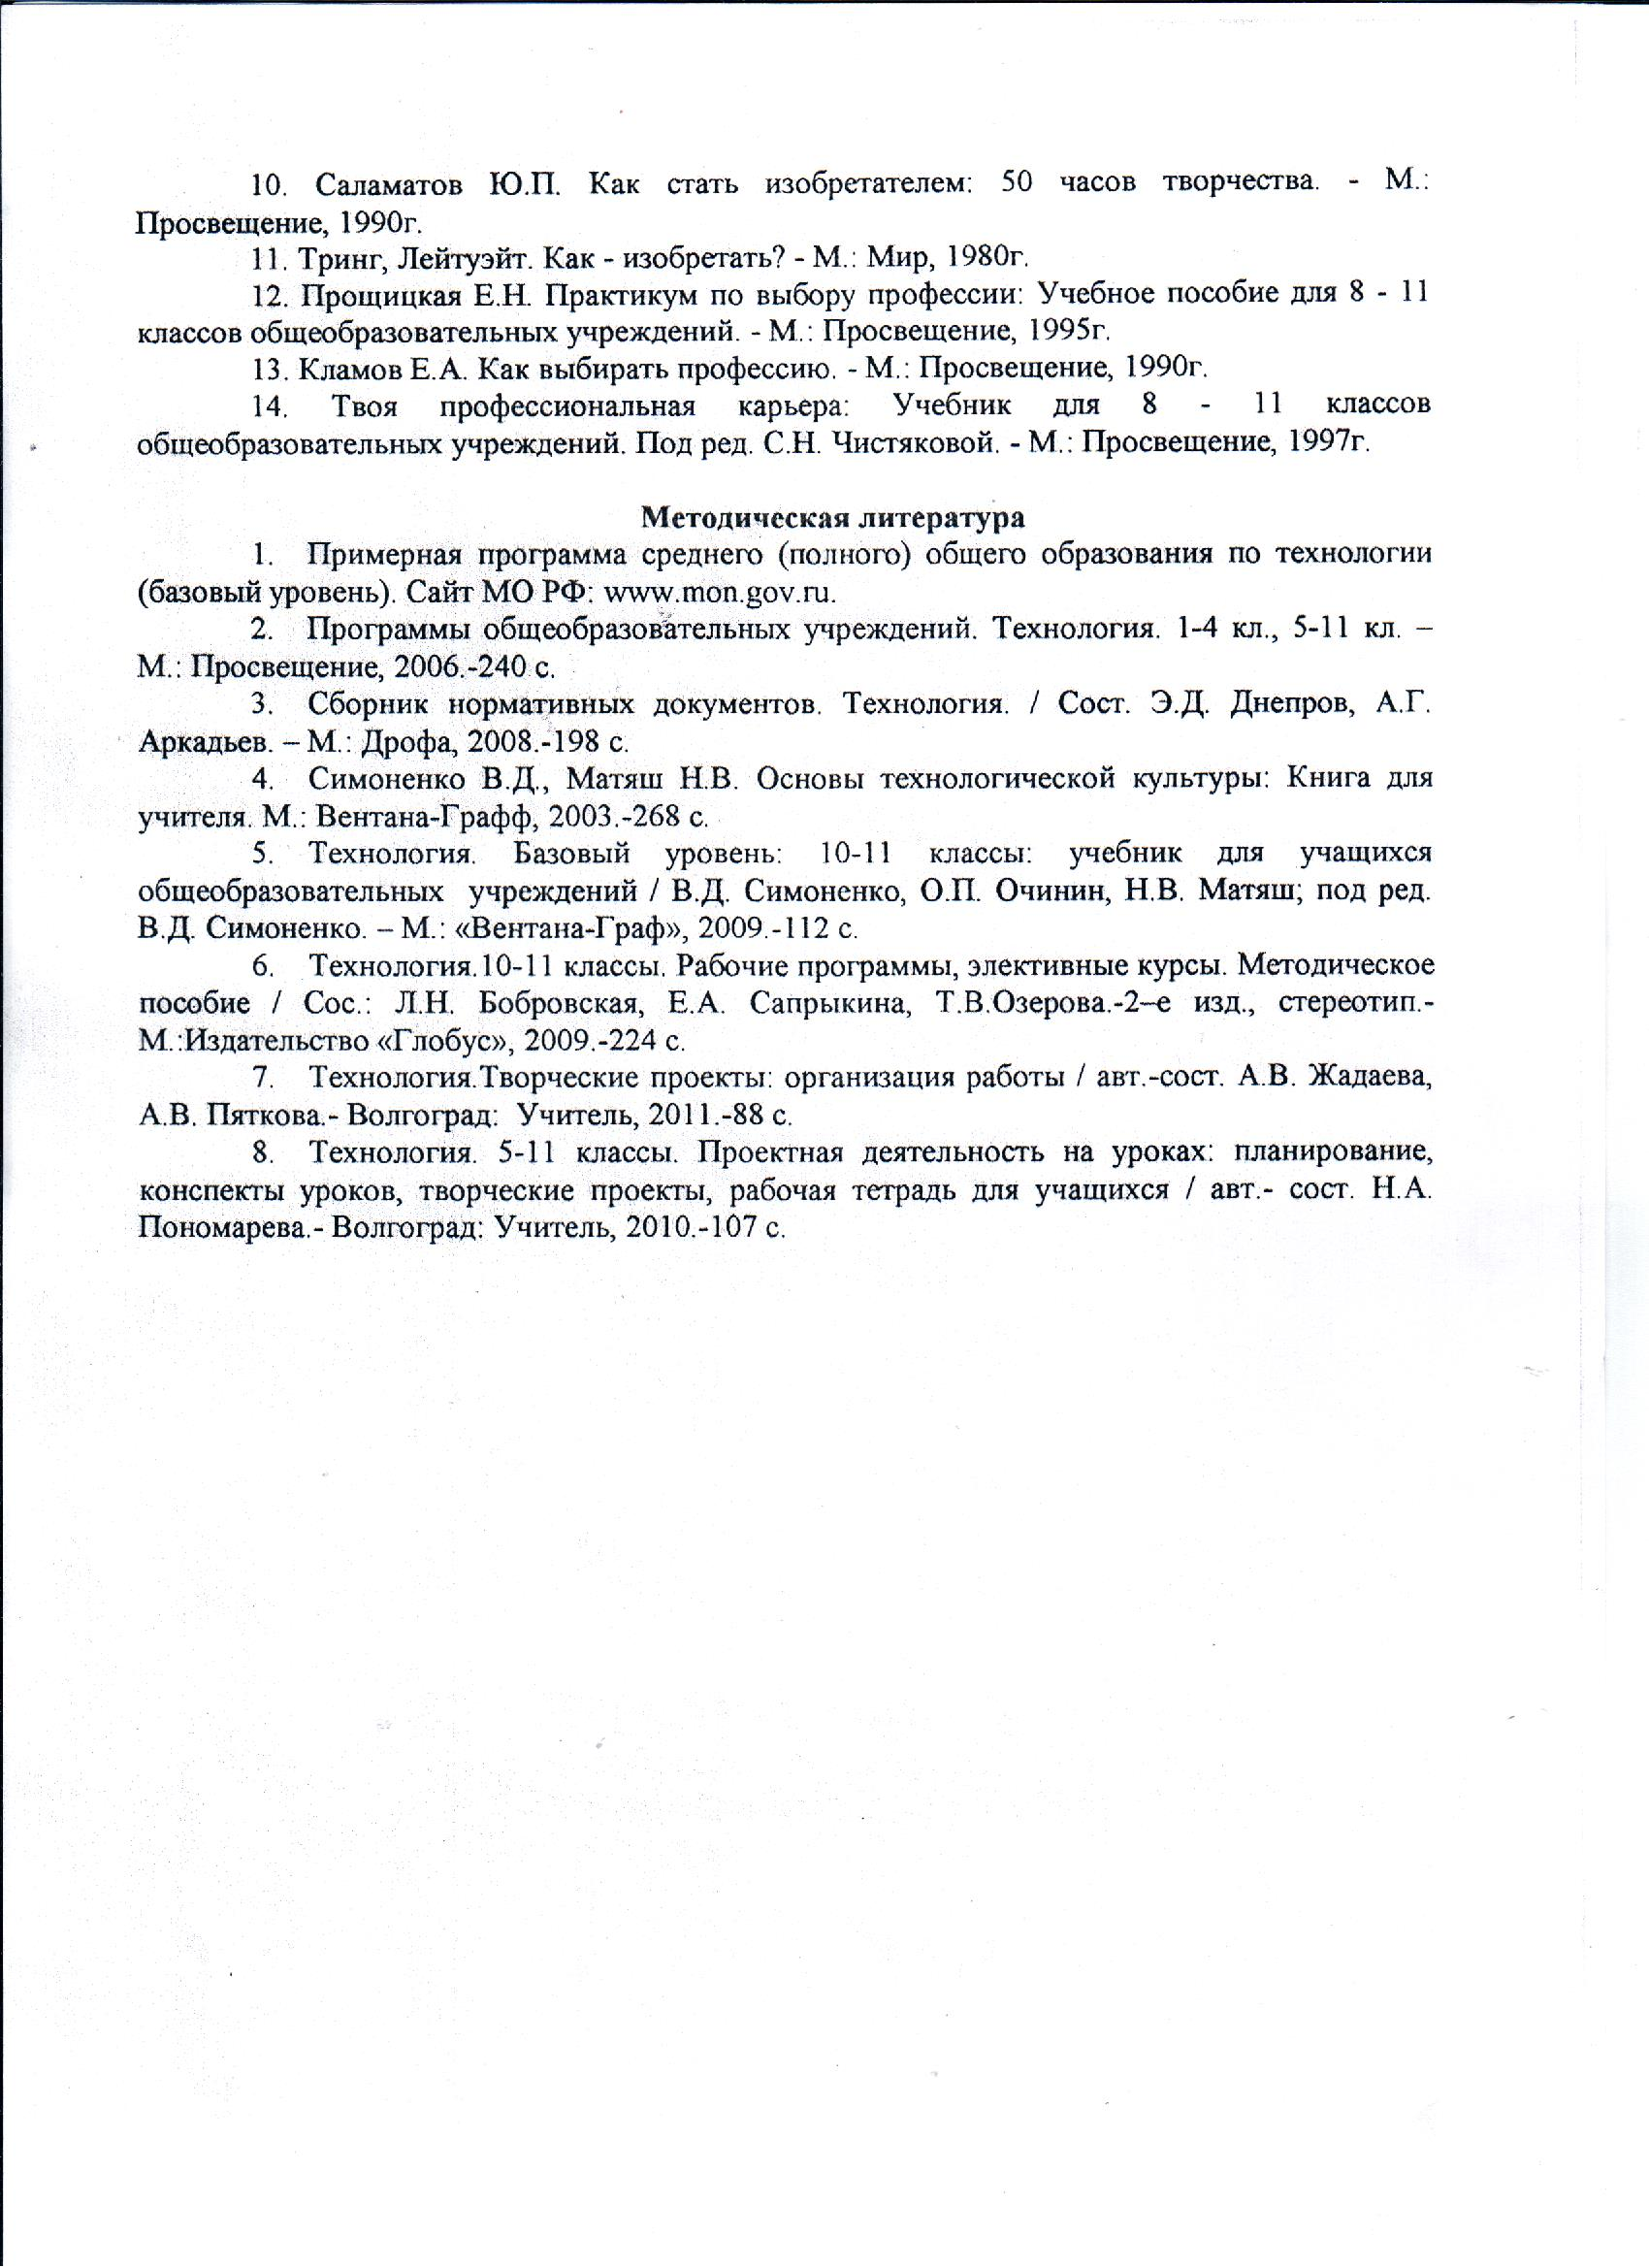 10. Саламатов Ю.П. Как стать изобретателем: 50 часов творчества. - М.:
Просвещение, 1990г.
11. Тринг, Лейтуэйт. Как - изобретать? - М.: Мир, 1980г.
12. Прощицкая Е.Н. Практикум по выбору профессии: Учебное пособие для 8 - 11
классов общеобразовательных учреждений. - М.: Просвещение, 1995г.
13. Кламов Е.А. Как выбирать профессию. - М.: Просвещение, 1990г.
14. Твоя профессиональная карьера: Учебник для 8 - 11 классов
общеобразовательных учреждений. Под ред. С.Н. Чистяковой. - М.: Просвещение, 1997г.
Методическая литература
1. Примерная программа среднего (полного) общего образования по технологии
(базовый уровень). Сайт МО РФ: www.mon.gov.ru.
2. Программы общеобразовательных учреждений. Технология. 1-4 кл., 5-11 кл. –
М.: Просвещение, 2006.-240 с.
3. Сборник нормативных документов. Технология. / Сост. Э.Д. Днепров, А.Г.
Аркадьев. – М.: Дрофа, 2008.-198 с.
4. Симоненко В.Д., Матяш Н.В. Основы технологической культуры: Книга для
учителя. М.: Вентана-Графф, 2003.-268 с.
5. Технология. Базовый уровень: 10-11 классы: учебник для учащихся
общеобразовательных учреждений / В.Д. Симоненко, О.П. Очинин, Н.В. Матяш; под ред.
В.Д. Симоненко. – М.: «Вентана-Граф», 2009.-112 с.
6. Технология.10-11 классы. Рабочие программы, элективные курсы. Методическое
пособие / Сос.: Л.Н. Бобровская, Е.А. Сапрыкина, Т.В.Озерова.-2–е изд., стереотип.-
М.:Издательство «Глобус», 2009.-224 с.
7. Технология.Творческие проекты: организация работы / авт.-сост. А.В. Жадаева,
А.В. Пяткова.- Волгоград: Учитель, 2011.-88 с.
8. Технология. 5-11 классы. Проектная деятельность на уроках: планирование,
конспекты уроков, творческие проекты, рабочая тетрадь для учащихся / авт.- сост. Н.А.
Пономарева.- Волгоград: Учитель, 2010.-107 с.